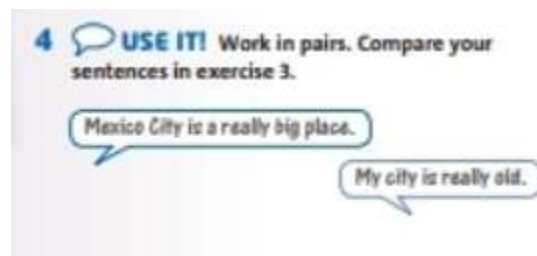 4 USE IT! Work in pairs. Compare your
sentences in exercise 3.
Mexico City is a really big place.
My city is really old.